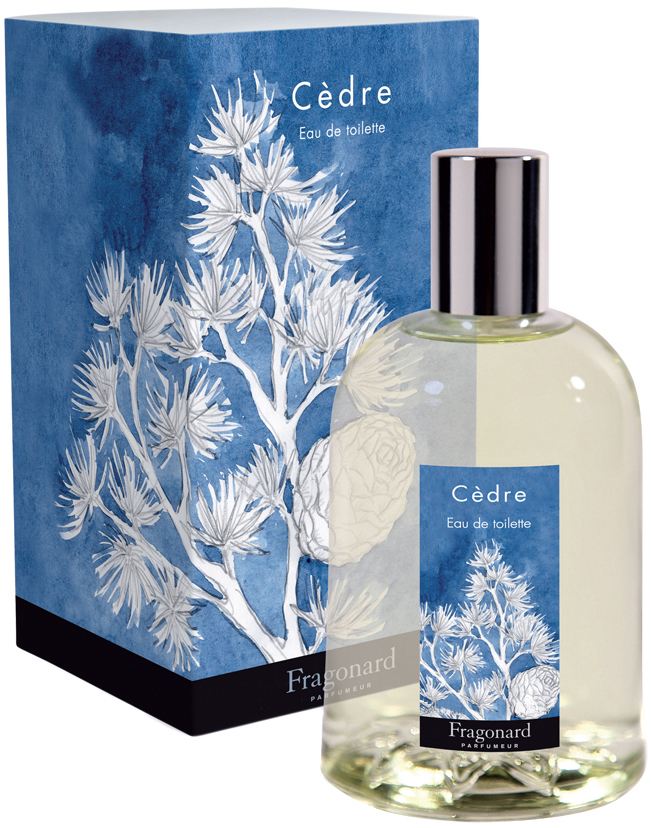 Cèdre
Eau de toilette
Fragonard
PARFUMEUR
Cèdre
Eau de toilette
Fragonard
PARFUMEUR